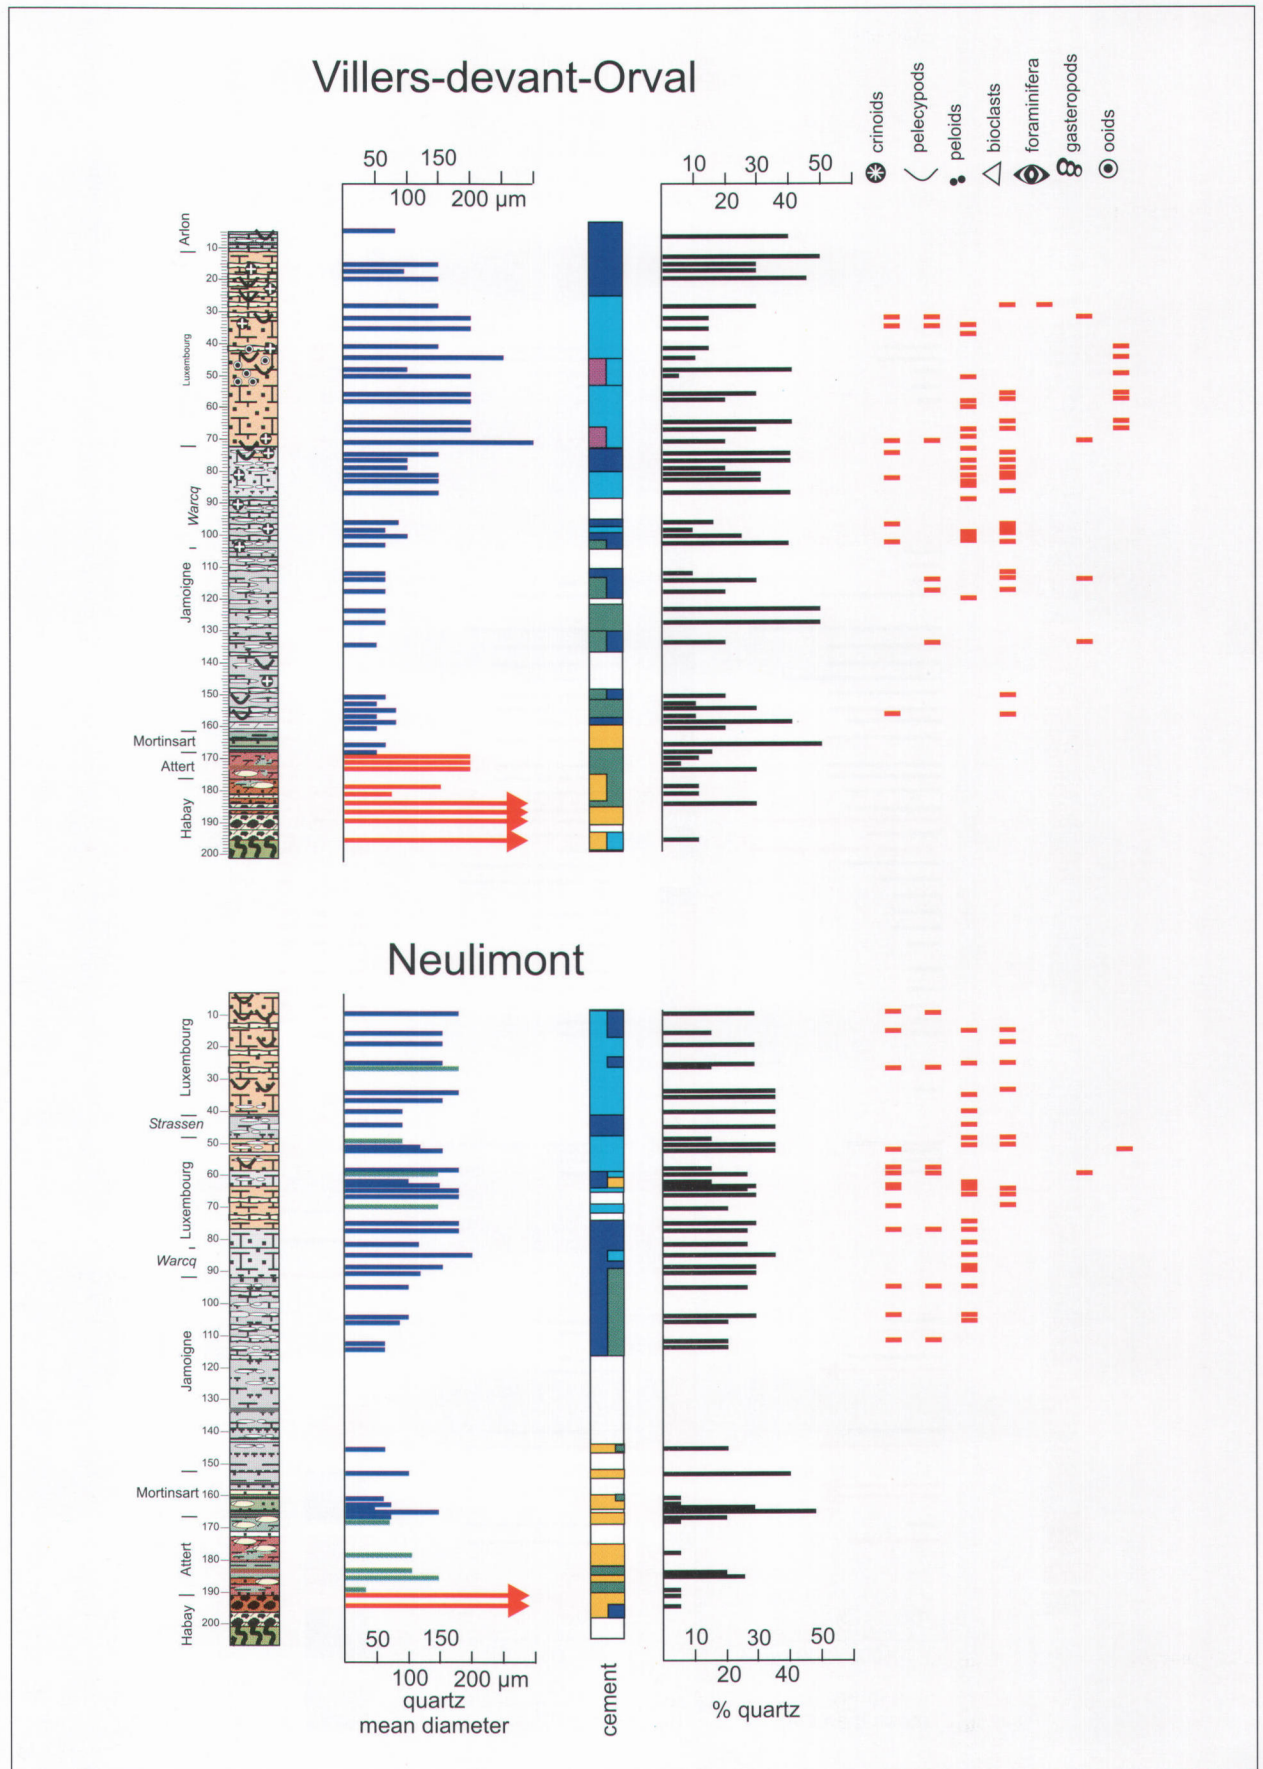 Villers-devant-Orval
crinoids
pelecypods
peloids
bioclasts
foraminifera
gasteropods
ooids
50 150
100 200 µm
10 30 50
20 40
Arlon
Luxembourg
Warcq
Jamoigne
Mortinsart
Attert
Habay
10
20
30
40
50
60
70
80
90
100
110
120
130
140
150
160
170
180
190
200
Neulimont
Luxembourg
Strassen
Luxembourg
Warcq
Jamoigne
Mortinsart
Attert
Habay
10
20
30
40
50
60
70
80
90
100
110
120
130
140
150
160
170
180
190
200
50 150
100 200 µm
quartz
mean diameter
cement
10 30 50
20 40
% quartz